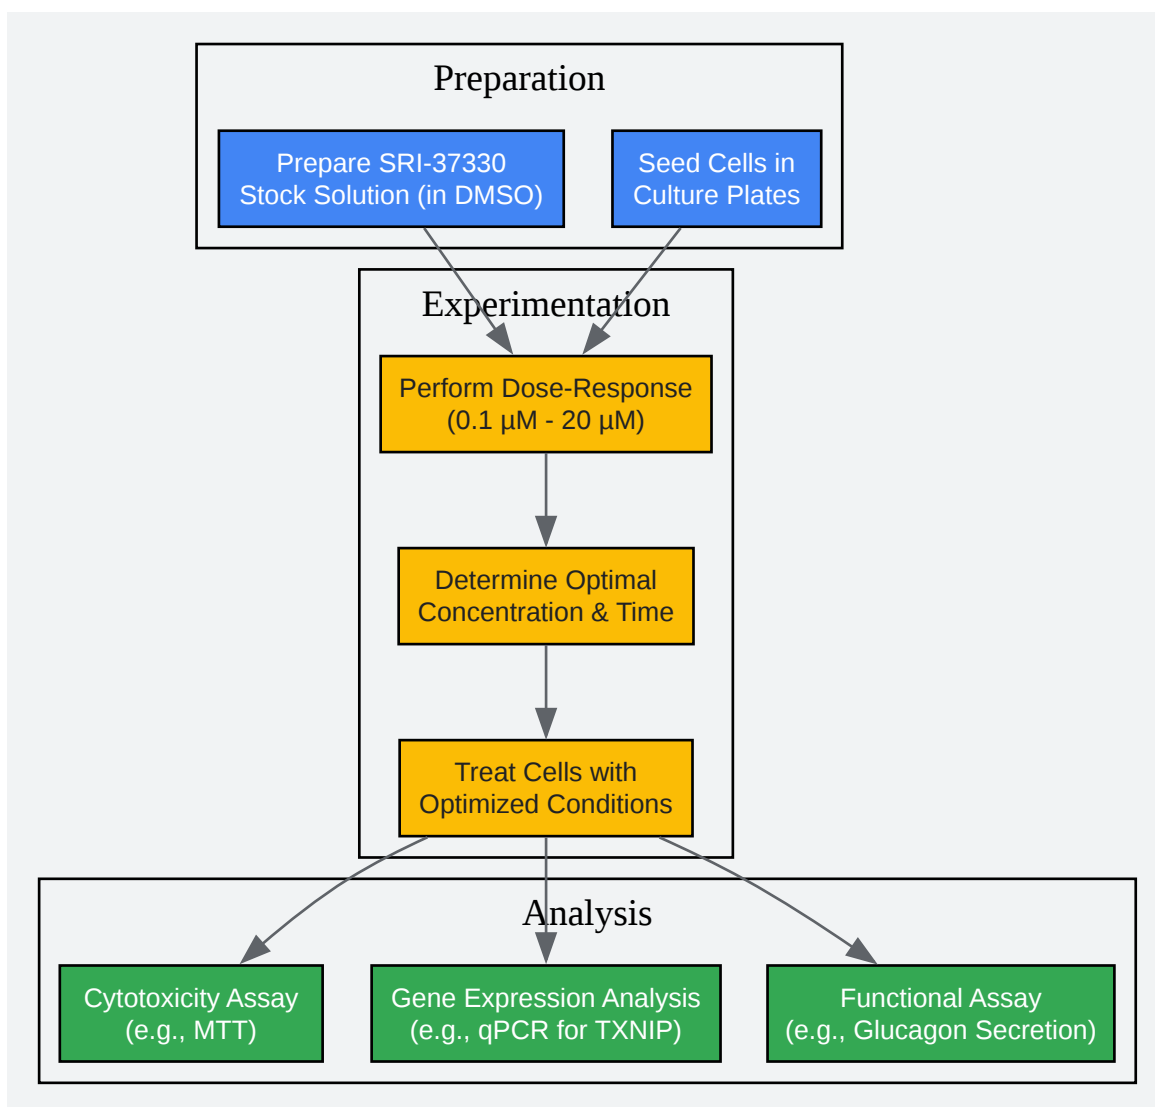 Preparation
Prepare SRI-37330
Stock Solution (in DMSO)
Seed Cells in
Culture Plates
Experimentation
Perform Dose-Response
(0.1 µM - 20 µM)
Determine Optimal
Concentration & Time
Treat Cells with
Optimized Conditions
Analysis
Cytotoxicity Assay
(e.g., MTT)
Gene Expression Analysis
(e.g., qPCR for TXNIP)
Functional Assay
(e.g., Glucagon Secretion)